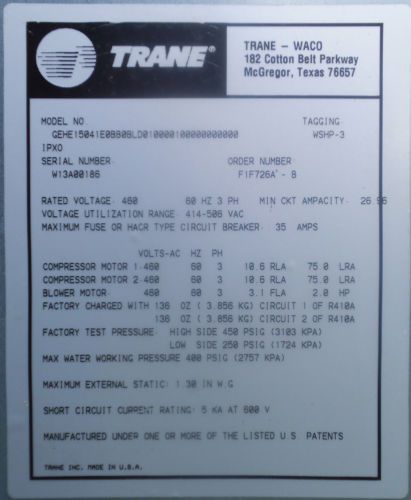 TRANE®
TRANE – WACO
182 Cotton Belt Parkway
McGregor, Texas 76657
MODEL NO. TAGGING
GEHE15041E0BB0BLD01000010000000000 WSHP-3
IPX0
SERIAL NUMBER ORDER NUMBER
W13A00186 F1F726A - B
RATED VOLTAGE: 460 60 HZ 3 PH MIN CKT AMPACITY: 26.96
VOLTAGE UTILIZATION RANGE: 414-506 VAC
MAXIMUM FUSE OR HACR TYPE CIRCUIT BREAKER: 35 AMPS
VOLTS-AC HZ PH
COMPRESSOR MOTOR 1:460 60 3 10.6 RLA 75.0 LRA
COMPRESSOR MOTOR 2:460 60 3 10.6 RLA 75.0 LRA
BLOWER MOTOR: 460 60 3 3.1 FLA 2.0 HP
FACTORY CHARGED WITH 136 OZ ( 3.856 KG) CIRCUIT 1 OF R410A
136 OZ ( 3.856 KG) CIRCUIT 2 OF R410A
FACTORY TEST PRESSURE: HIGH SIDE 450 PSIG (3103 KPA)
LOW SIDE 250 PSIG (1724 KPA)
MAX WATER WORKING PRESSURE 400 PSIG (2757 KPA)
MAXIMUM EXTERNAL STATIC: 1.30 IN W.G
SHORT CIRCUIT CURRENT RATING: 5 KA AT 600 V
MANUFACTURED UNDER ONE OR MORE OF THE LISTED U.S. PATENTS
TRANE INC. MADE IN U.S.A.